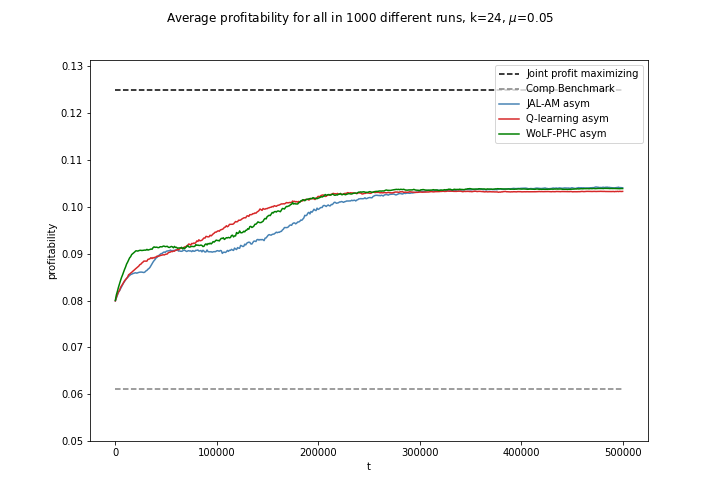 Average profitability for all in 1000 different runs, k=24, μ=0.05
0.13
0.12
0.11
0.10
0.09
0.08
0.07
0.06
0.05
profitability
Joint profit maximizing
Comp Benchmark
JAL-AM asym
Q-learning asym
WoLF-PHC asym
0
100000
200000
300000
400000
500000
t